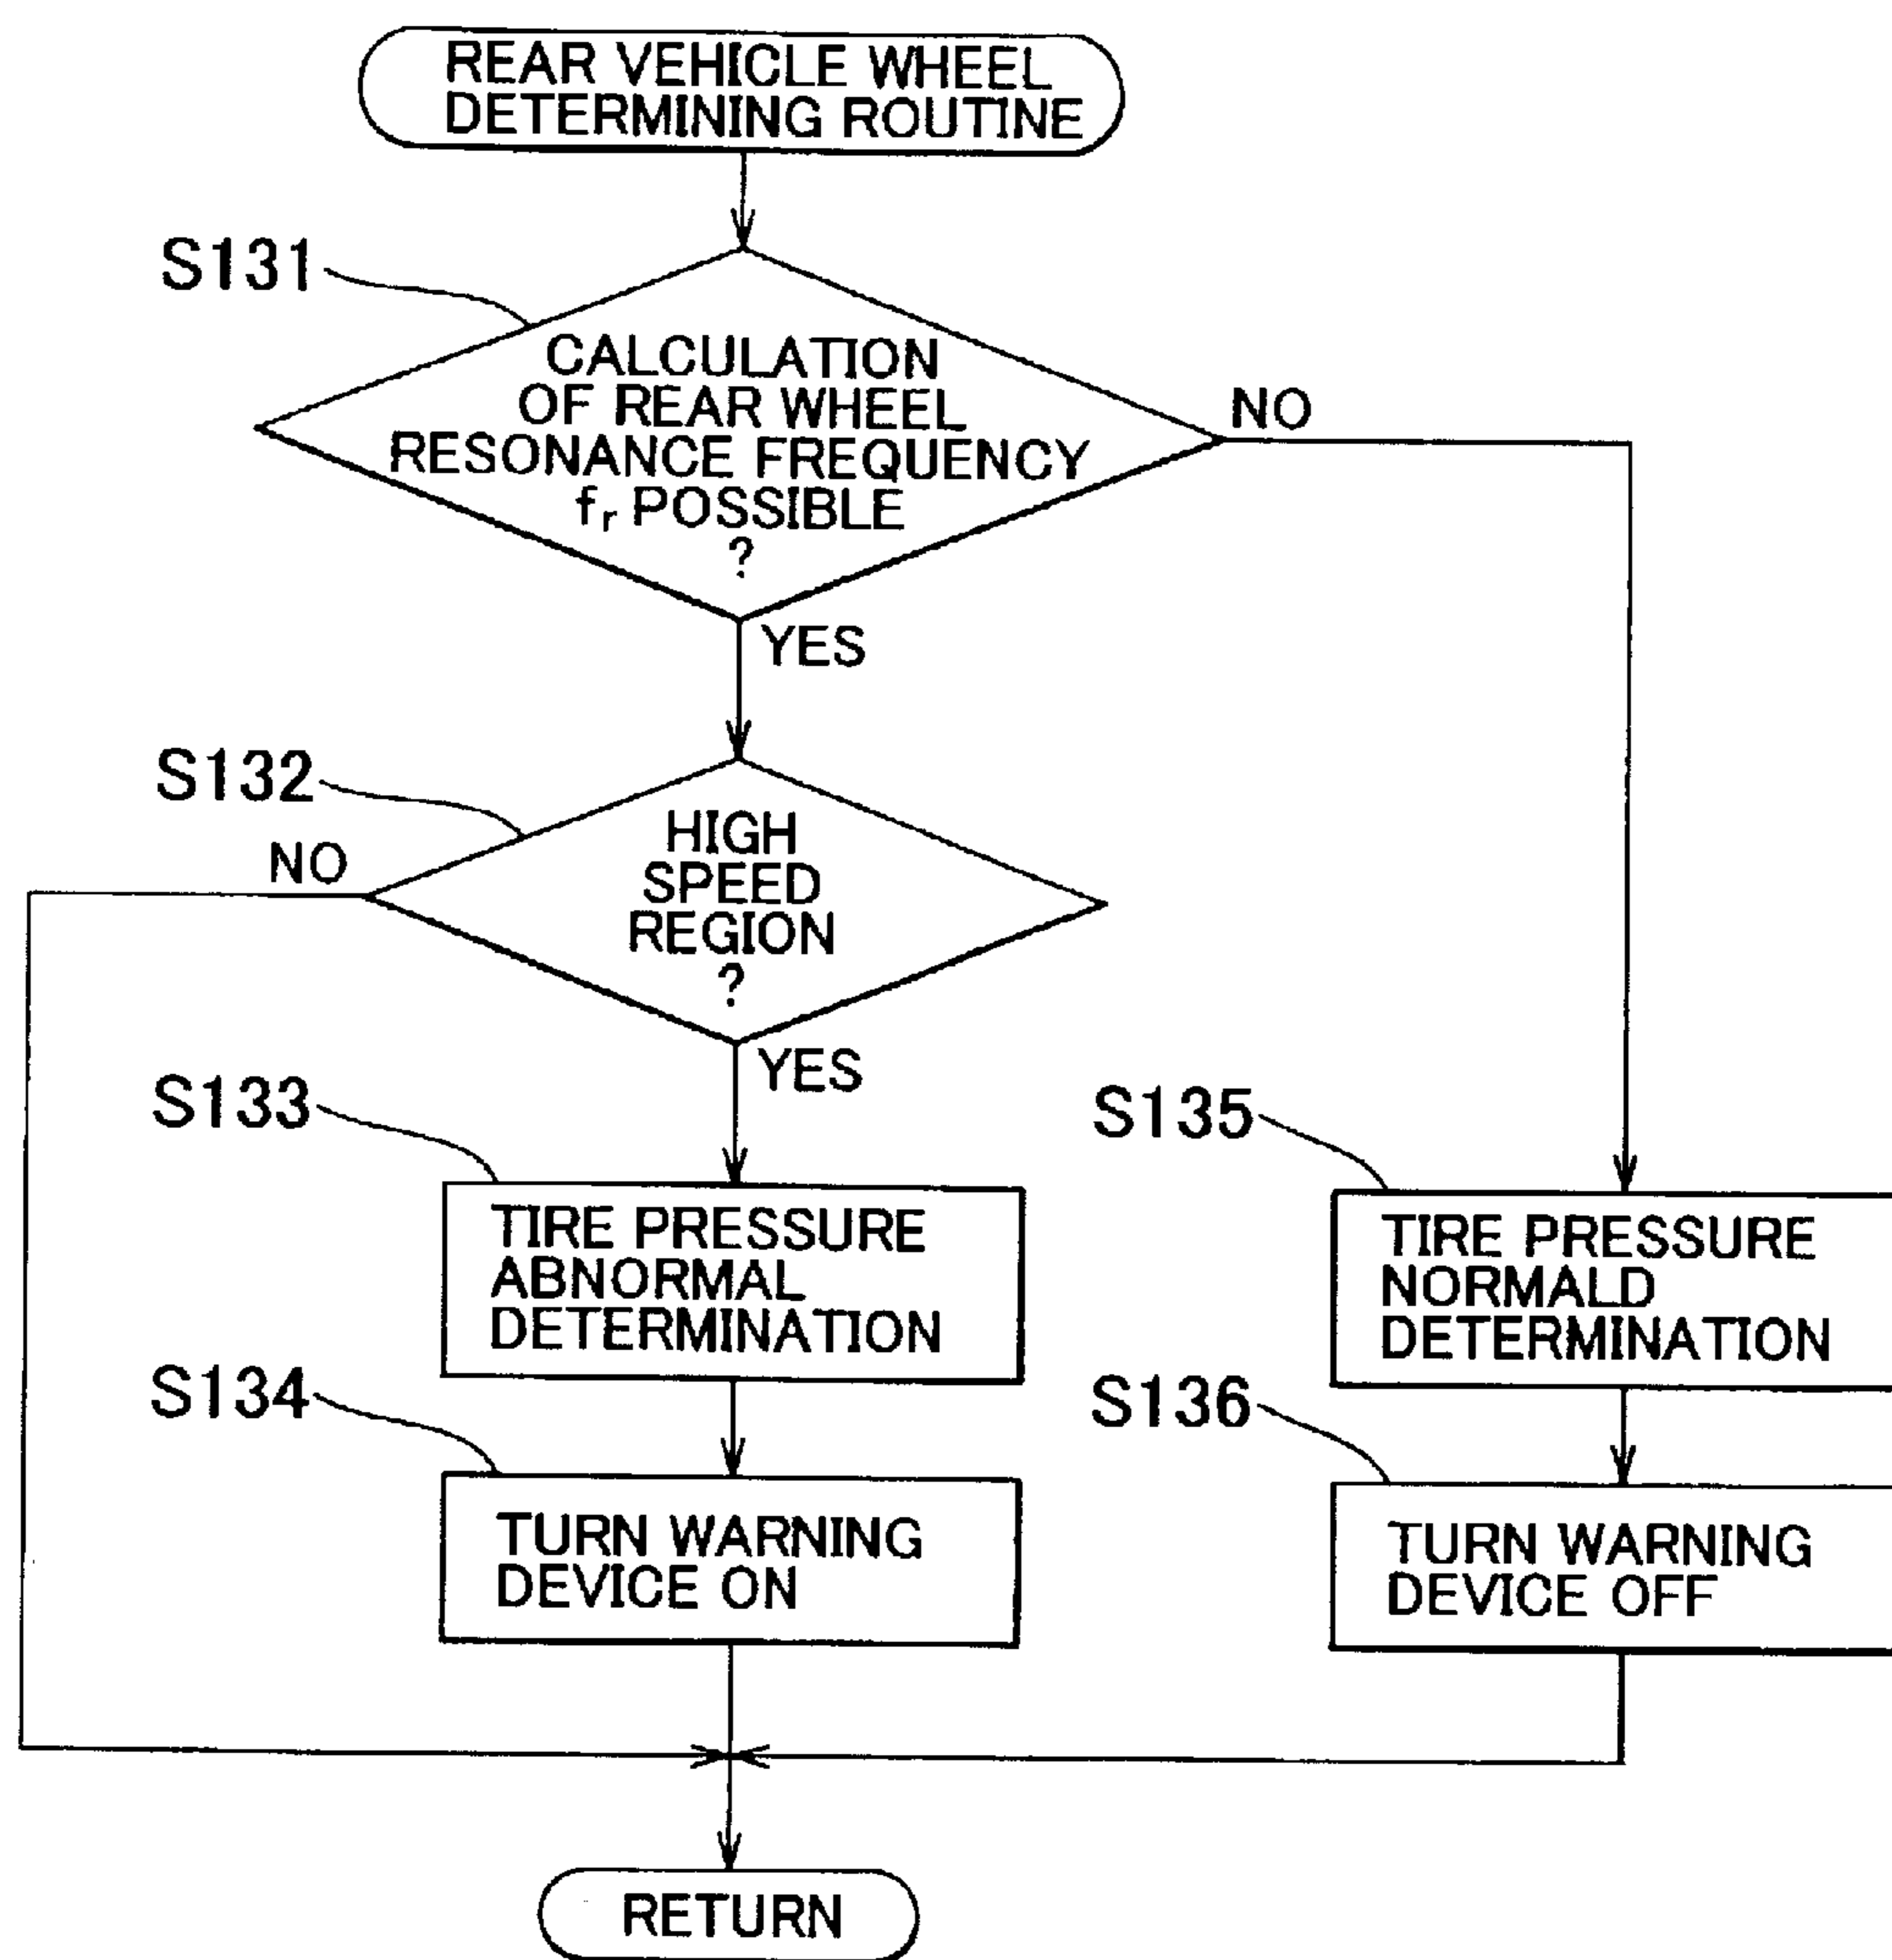 REAR VEHICLE WHEEL
DETERMINING ROUTINE
S131
CALCULATION
OF REAR WHEEL
RESONANCE FREQUENCY
fr POSSIBLE
?
NO
YES
S132
HIGH
SPEED
REGION
?
NO
YES
S133
TIRE PRESSURE
ABNORMAL
DETERMINATION
S135
TIRE PRESSURE
NORMALD
DETERMINATION
S134
TURN WARNING
DEVICE ON
S136
TURN WARNING
DEVICE OFF
RETURN